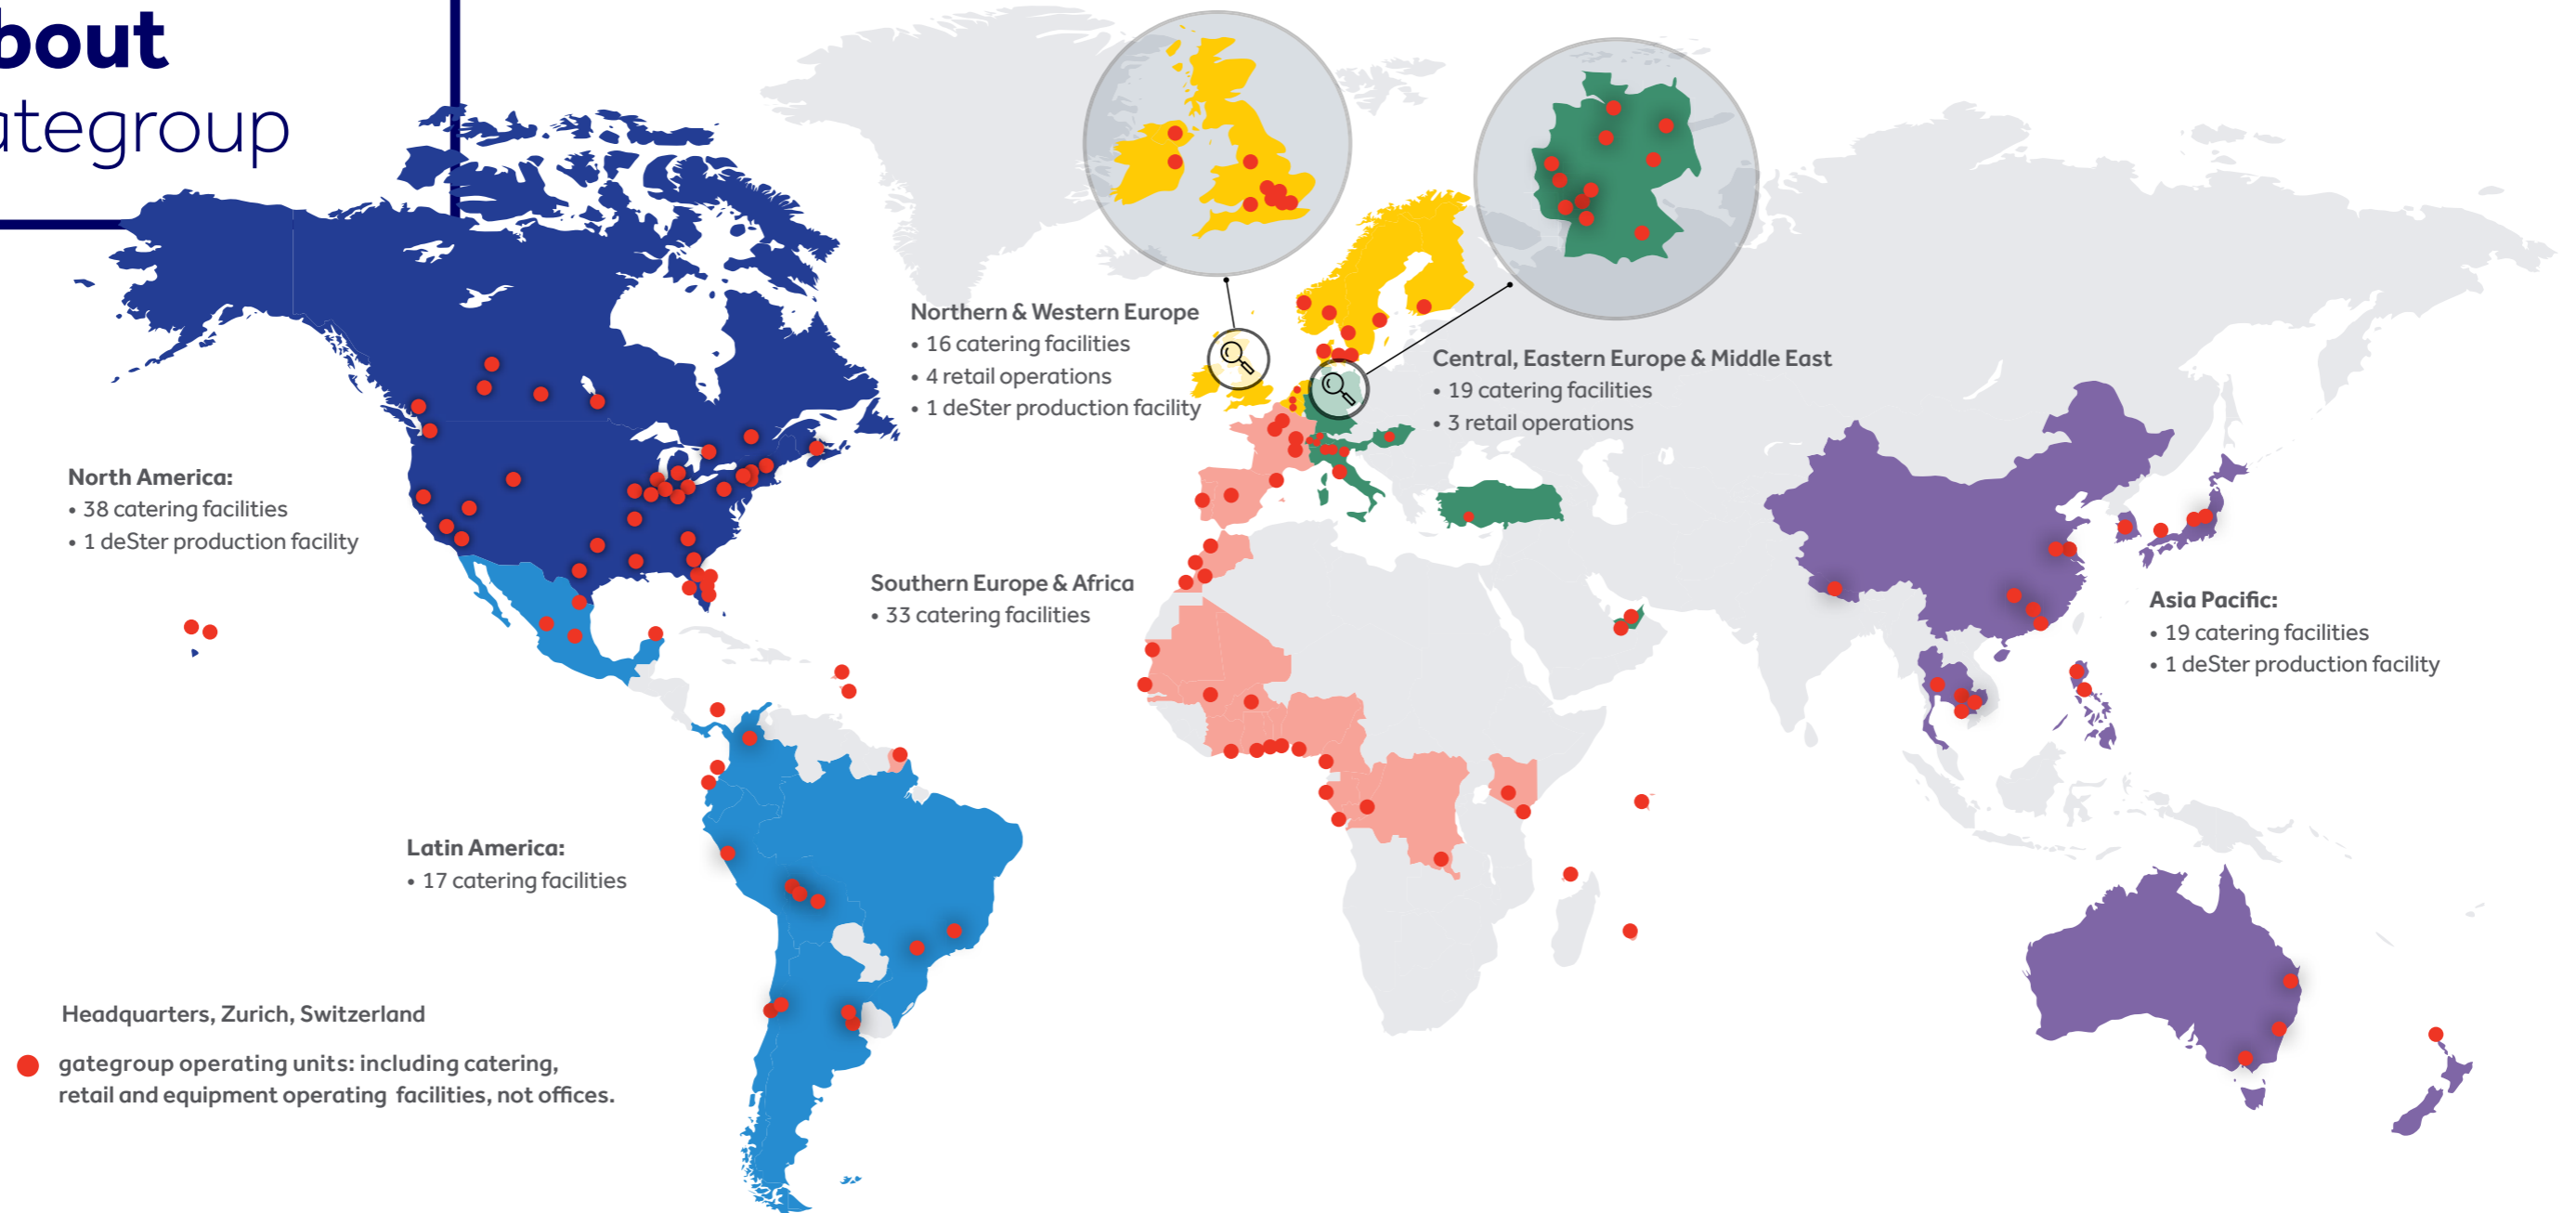 bout
ategroup
Northern & Western Europe
• 16 catering facilities
• 4 retail operations
• 1 deSter production facility
Central, Eastern Europe & Middle East
• 19 catering facilities
• 3 retail operations
North America:
• 38 catering facilities
• 1 deSter production facility
Southern Europe & Africa
• 33 catering facilities
Asia Pacific:
• 19 catering facilities
• 1 deSter production facility
Latin America:
• 17 catering facilities
Headquarters, Zurich, Switzerland
gategroup operating units: including catering,
retail and equipment operating facilities, not offices.